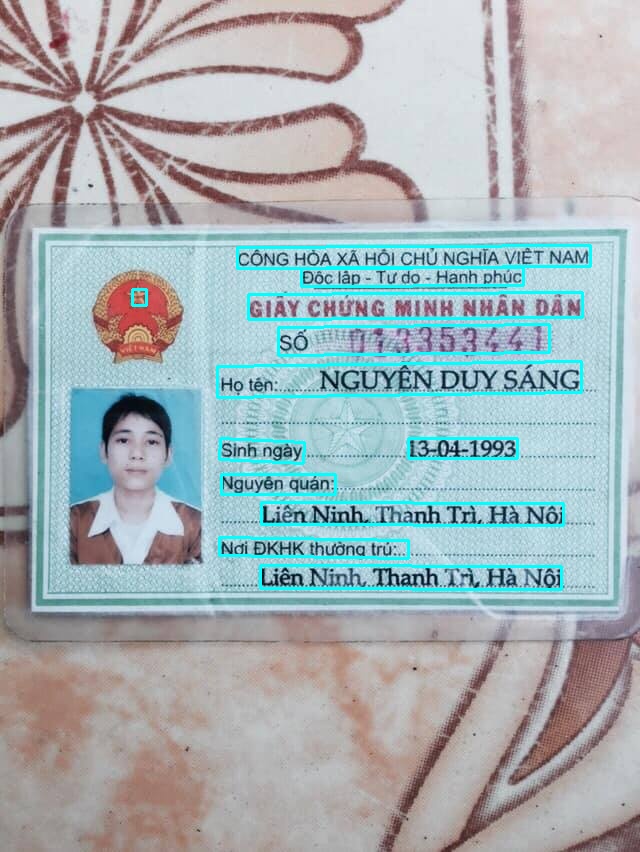 CỘNG HÒA XÃ HỘI CHỦ NGHĨA VIỆT NAM
Độc lập - Tự do - Hạnh phúc
GIẤY CHỨNG MINH NHÂN DÂN
SỐ 013353441
Họ tên: NGUYỄN DUY SÁNG
Sinh ngày 13-04-1993
Nguyên quán:
Liên Ninh, Thanh Trì, Hà Nội
Nơi ĐKHK thường trú:
Liên Ninh, Thanh Trì, Hà Nội
VIỆT NAM